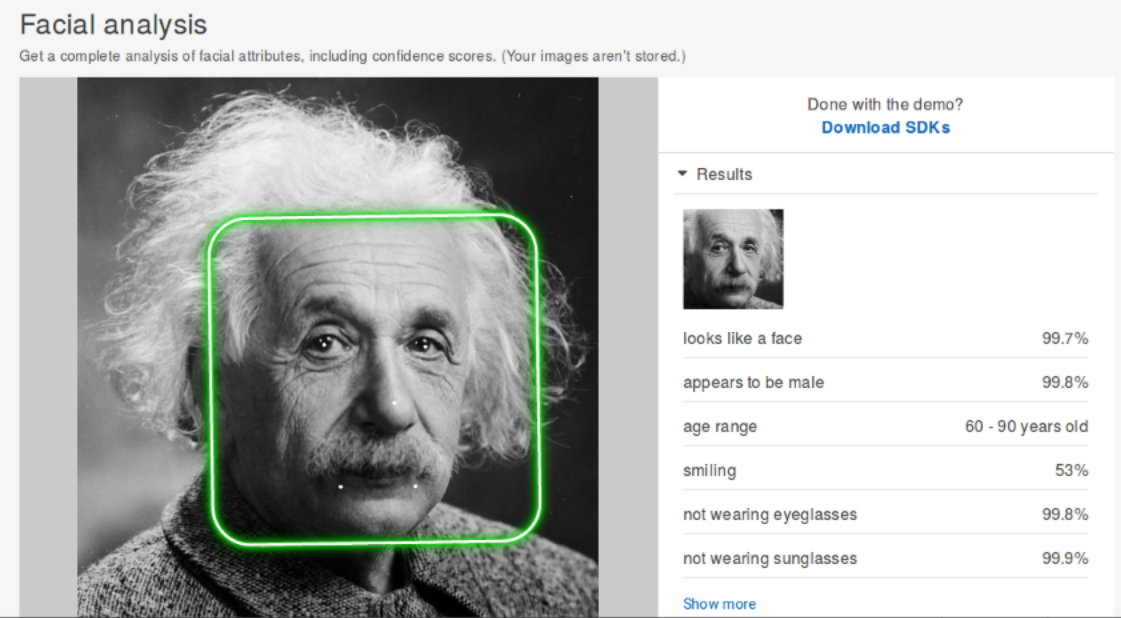 Facial analysis
Get a complete analysis of facial attributes, including confidence scores. (Your images aren't stored.)
Done with the demo?
Download SDKs
Results
looks like a face 99.7%
appears to be male 99.8%
age range 60 - 90 years old
smiling 53%
not wearing eyeglasses 99.8%
not wearing sunglasses 99.9%
Show more